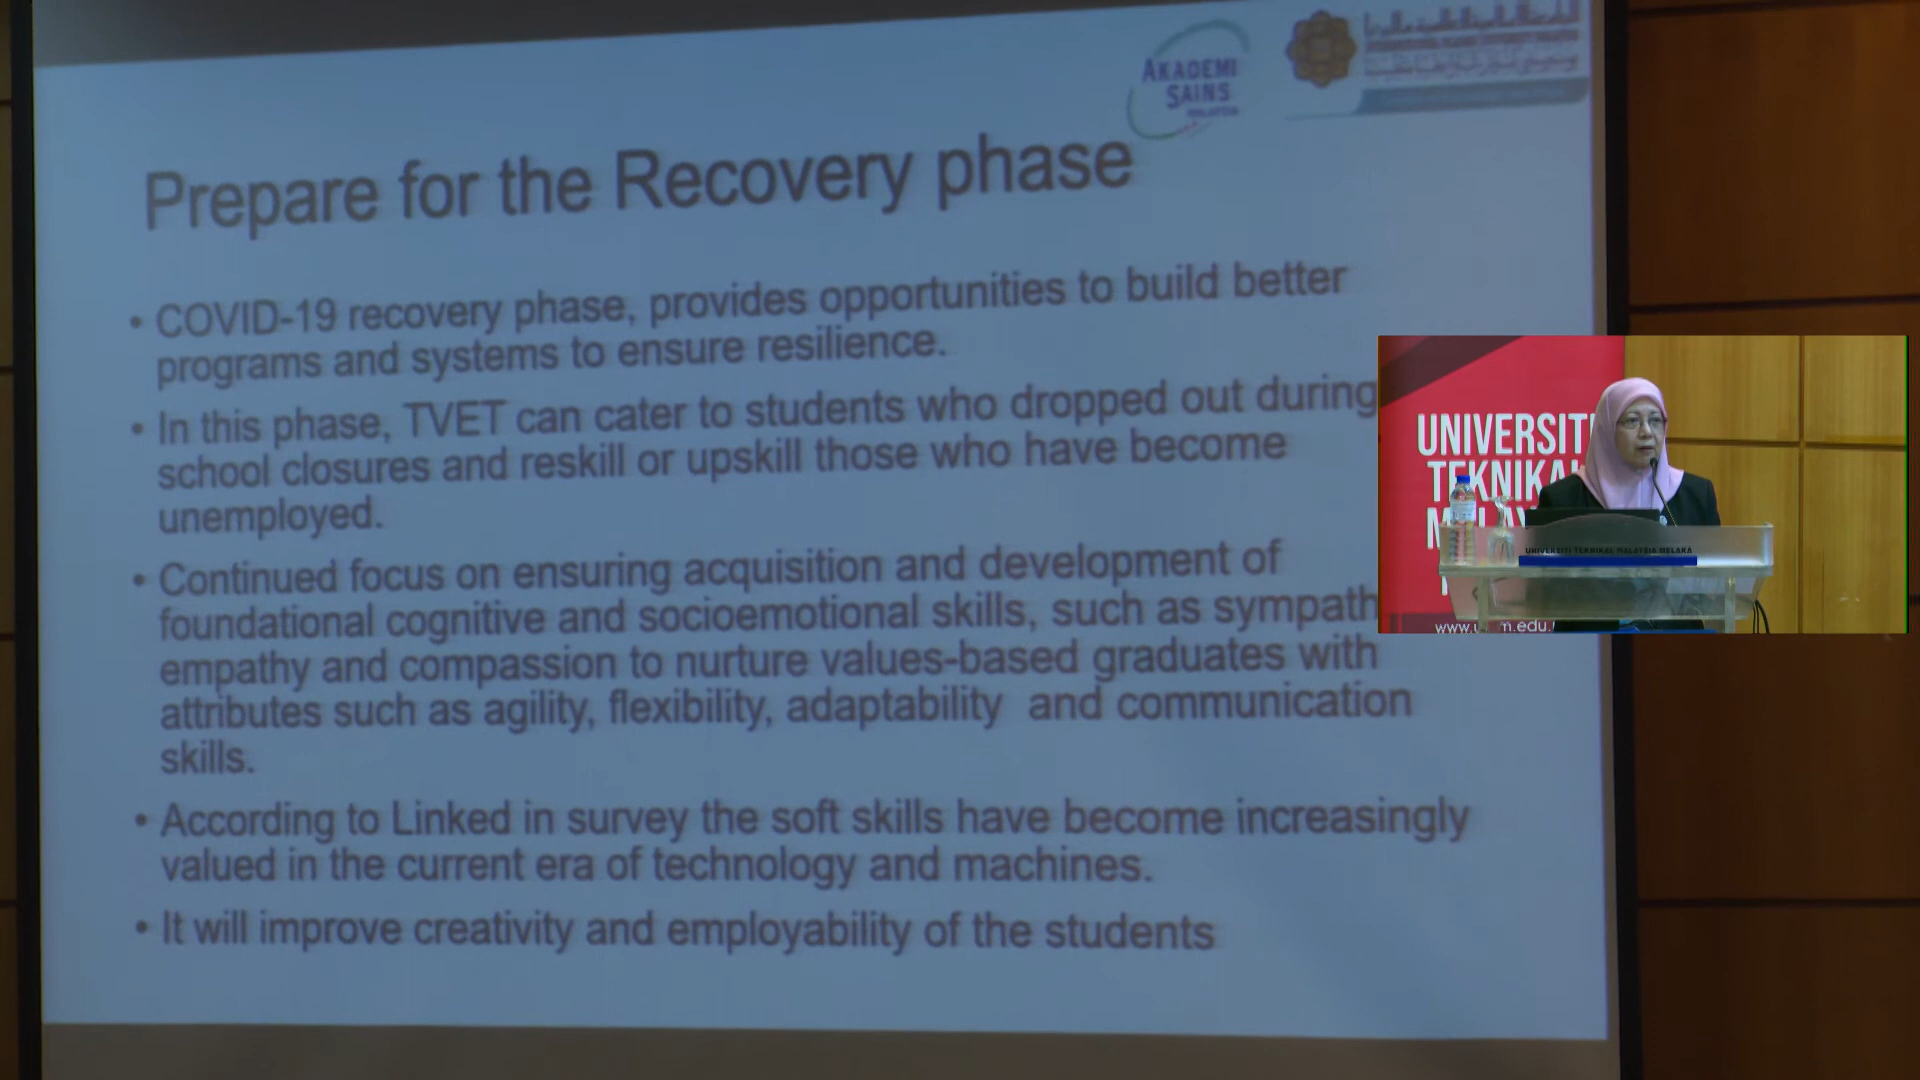 AKADEMI
SAINS
MALAYSIA
Prepare for the Recovery phase
• COVID-19 recovery phase, provides opportunities to build better
programs and systems to ensure resilience.
• In this phase, TVET can cater to students who dropped out during
school closures and reskill or upskill those who have become
unemployed.
• Continued focus on ensuring acquisition and development of
foundational cognitive and socioemotional skills, such as sympath
empathy and compassion to nurture values-based graduates with
attributes such as agility, flexibility, adaptability and communication
skills.
• According to Linked in survey the soft skills have become increasingly
valued in the current era of technology and machines.
• It will improve creativity and employability of the students
UNIVERSITI
TEKNIKAL
UNIVERSITI TEKNIKAL MALAYSIA MELAKA